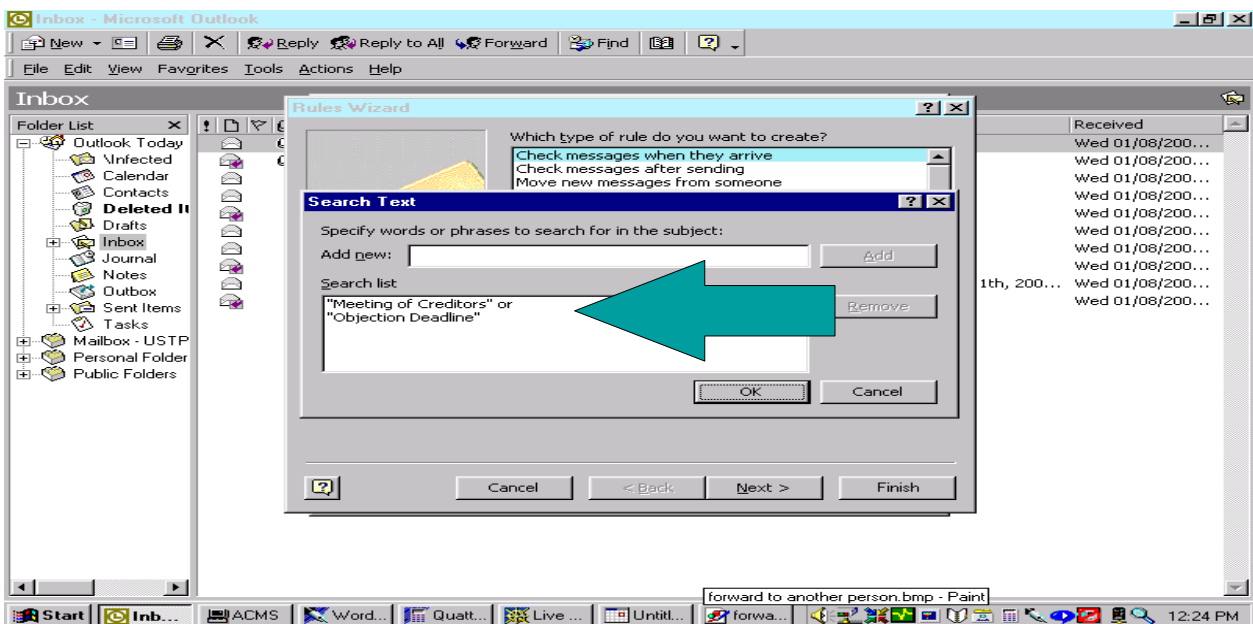 Inbox - Microsoft Outlook
New Reply Reply to All Forward Find
File Edit View Favorites Tools Actions Help
Inbox
Folder List
Outlook Today
\Infected
Calendar
Contacts
Deleted It
Drafts
Inbox
Journal
Notes
Outbox
Sent Items
Tasks
Mailbox - USTP
Personal Folder
Public Folders
Received
Wed 01/08/200...
Wed 01/08/200...
Wed 01/08/200...
Wed 01/08/200...
Wed 01/08/200...
Wed 01/08/200...
Wed 01/08/200...
Wed 01/08/200...
1th, 200... Wed 01/08/200...
Wed 01/08/200...
Rules Wizard
Which type of rule do you want to create?
Check messages when they arrive
Check messages after sending
Move new messages from someone
Search Text
Specify words or phrases to search for in the subject:
Add new: Add
Search list
"Meeting of Creditors" or
"Objection Deadline"
Remove
OK Cancel
Cancel < Back Next > Finish
forward to another person.bmp - Paint
Start Inb... ACMS Word... Quatt... Live ... Untitl... forwa... 12:24 PM